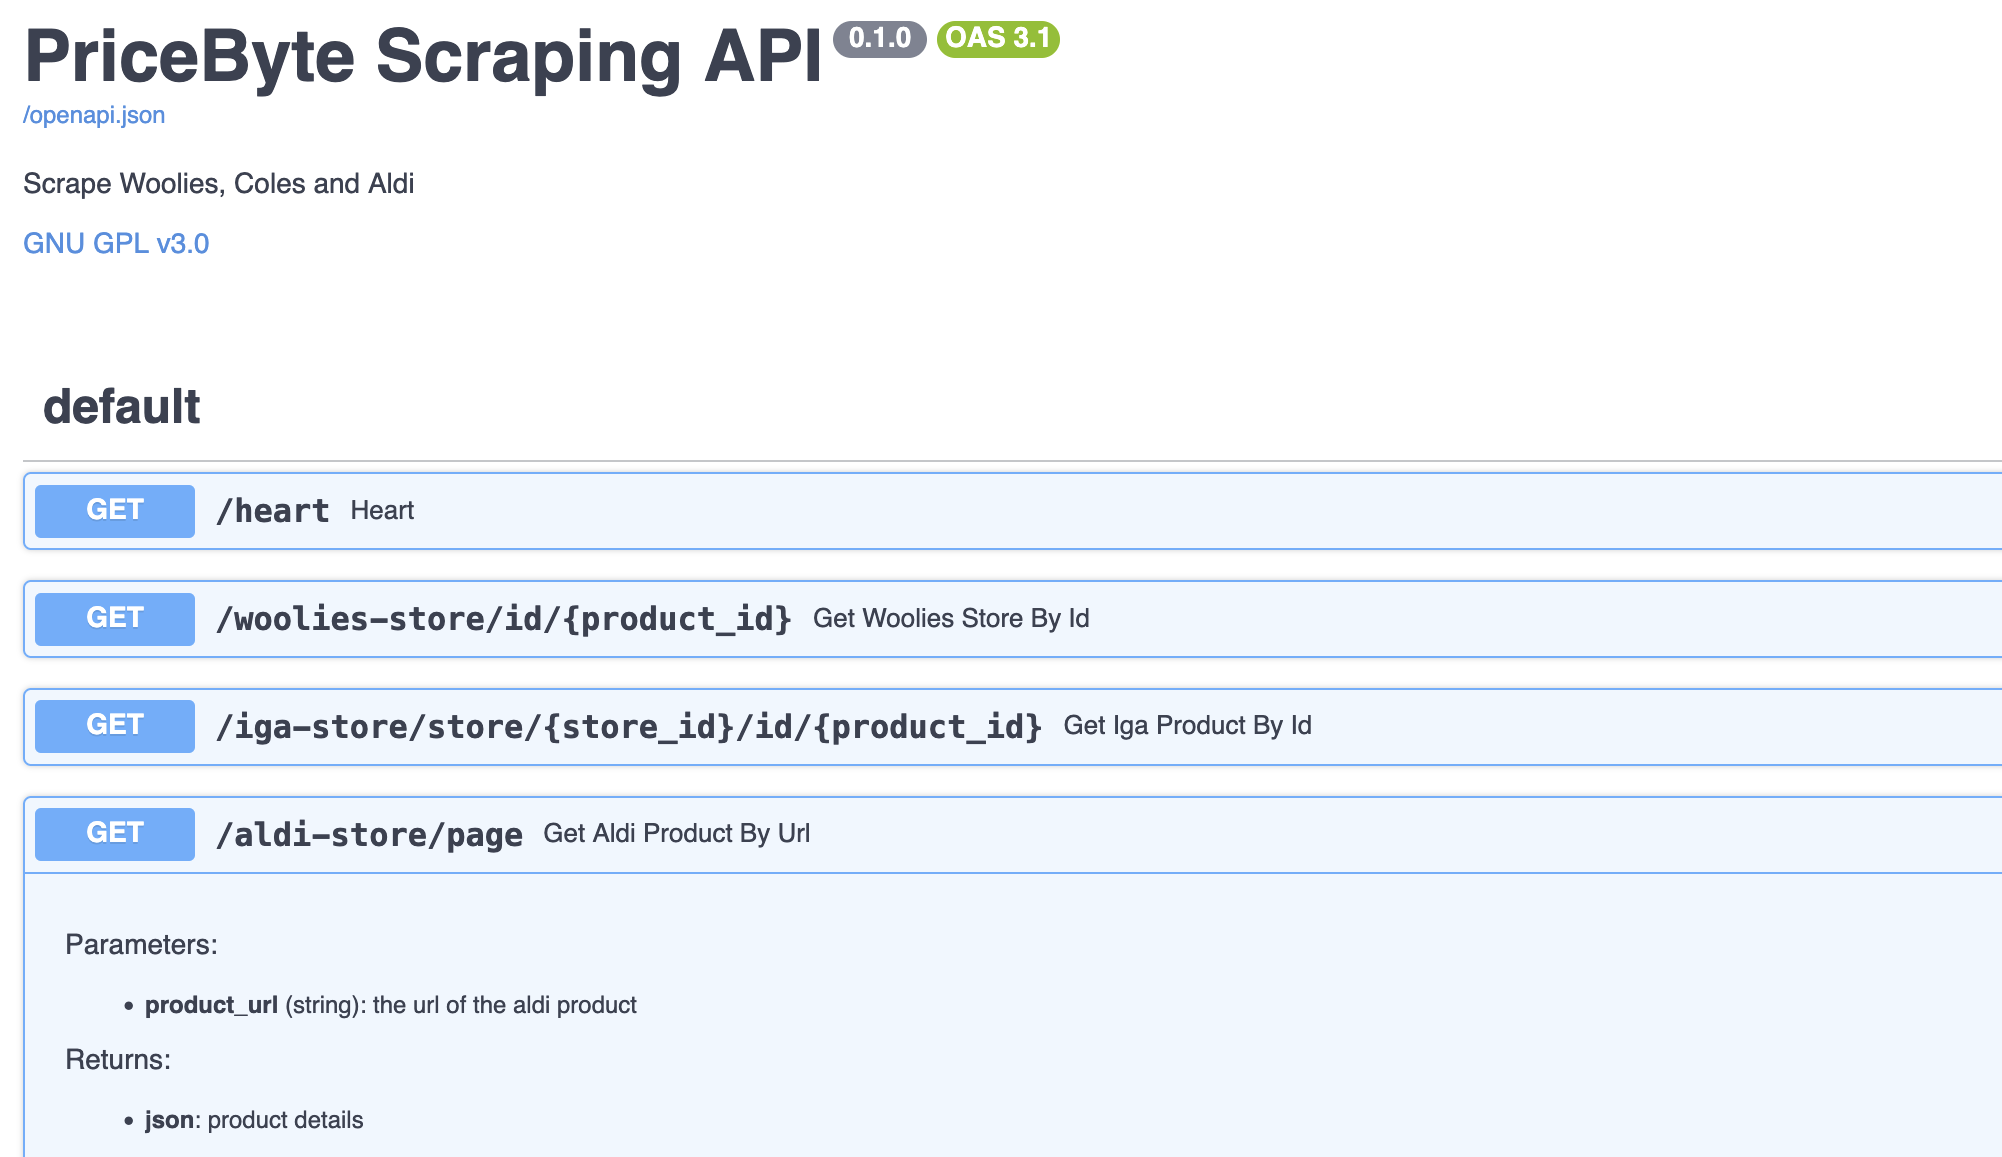 PriceByte Scraping API 0.1.0 OAS 3.1
/openapi.json
Scrape Woolies, Coles and Aldi
GNU GPL v3.0
default
GET /heart Heart
GET /woolies-store/id/{product_id} Get Woolies Store By Id
GET /iga-store/store/{store_id}/id/{product_id} Get Iga Product By Id
GET /aldi-store/page Get Aldi Product By Url
Parameters:
• product_url (string): the url of the aldi product
Returns:
• json: product details